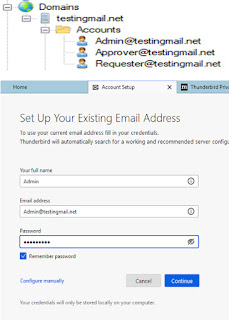 Domains
testingmail.net
Accounts
Admin@testingmail.net
Approver@testingmail.net
Requester@testingmail.net
Home
Account Setup
Thunderbird Priva
Set Up Your Existing Email Address
To use your current email address fill in your credentials.
Thunderbird will automatically search for a working and recommended server configu
Your full name
Admin
Email address
Admin@testingmail.net
Password
Remember password
Configure manually
Cancel
Continue
Your credentials will only be stored locally on your computer.